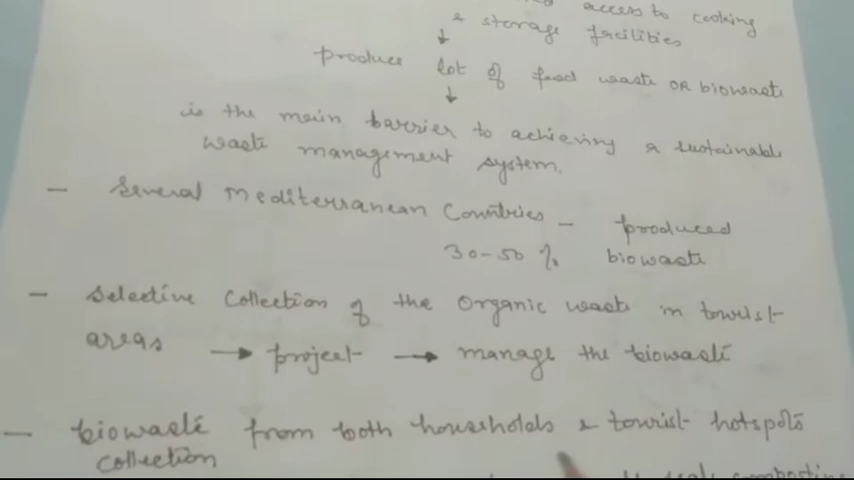 access to cooking
& storage facilities
↓
produce lot of food waste OR biowaste
↓
is the main barrier to achieving a sustainable
waste management system.
- Several Mediterranean Countries - produced
30-50 % biowaste
- Selective Collection of the Organic waste in tourist
areas → project → manage the biowaste
- biowaste from both households & tourist hotspots
collection
composting